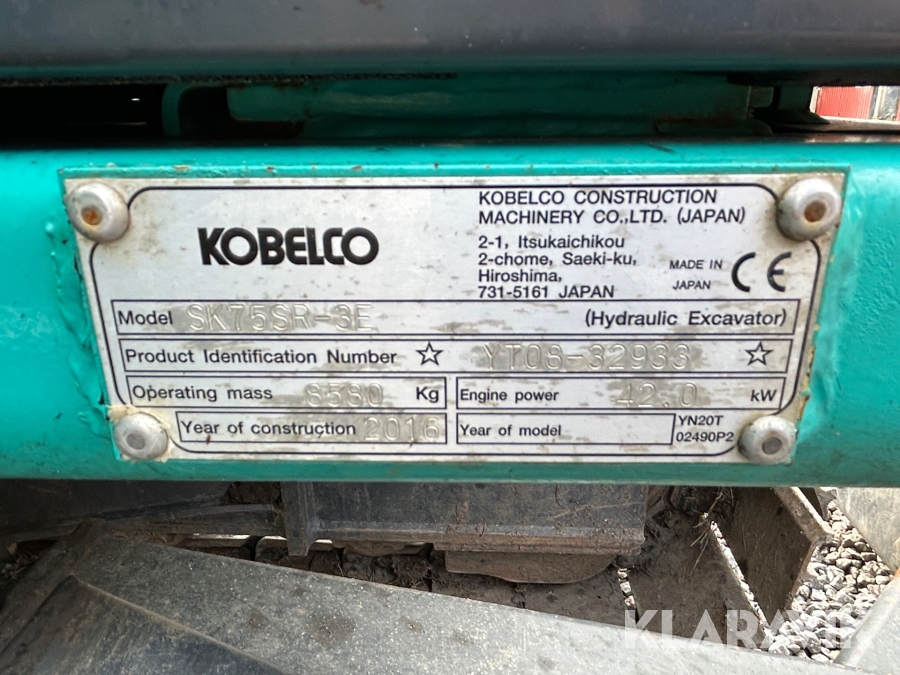 KOBELCO
KOBELCO CONSTRUCTION
MACHINERY CO.,LTD. (JAPAN)
2-1, Itsukaichikou
2-chome, Saeki-ku,
Hiroshima,
731-5161 JAPAN
MADE IN
JAPAN
CE
Model SK75SR-3E (Hydraulic Excavator)
Product Identification Number ☆ YT08-32933 ☆
Operating mass 8580 Kg
Engine power 42.0 kW
Year of construction 2016
Year of model
YN20T
02490P2
KLARAVIK